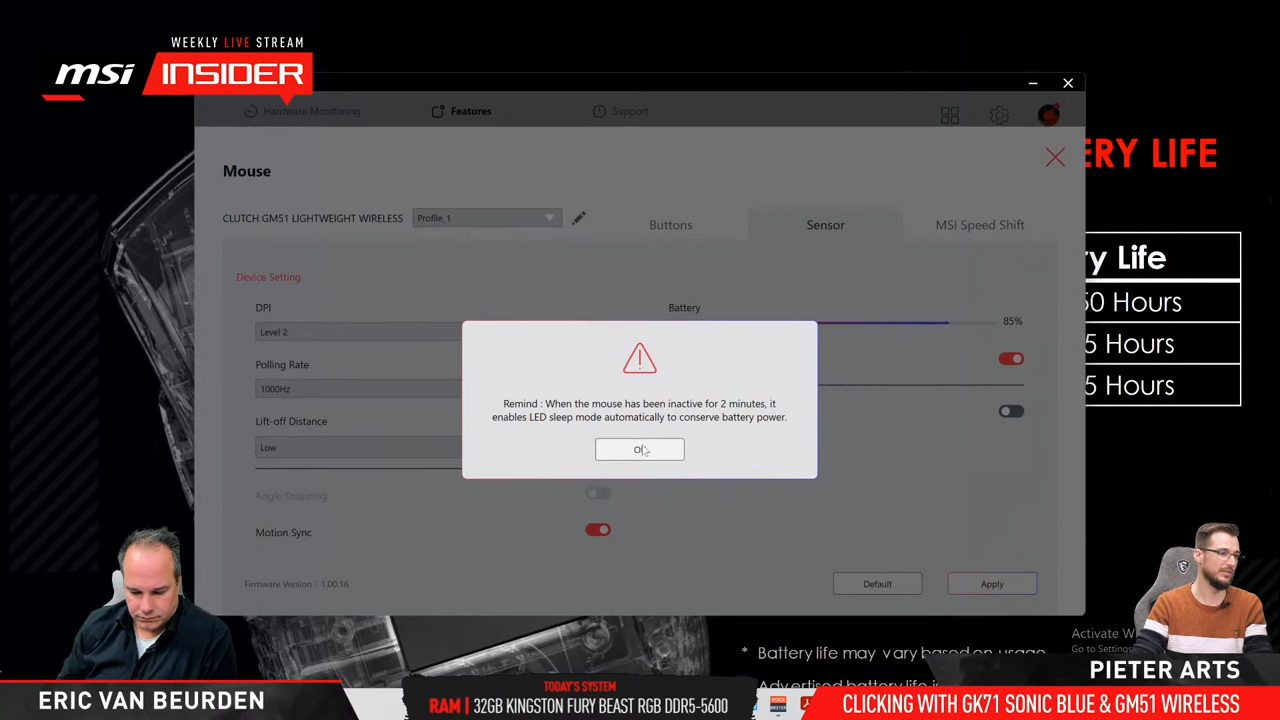 WEEKLY LIVE STREAM
msi INSIDER
Hardware Monitoring
Features
Support
Mouse
ERY LIFE
CLUTCH GM51 LIGHTWEIGHT WIRELESS
Profile_1
Buttons
Sensor
MSI Speed Shift
ry Life
Device Setting
DPI
Battery
50 Hours
Level 2
85%
5 Hours
Polling Rate
1000Hz
5 Hours
Remind : When the mouse has been inactive for 2 minutes, it
enables LED sleep mode automatically to conserve battery power.
Lift-off Distance
Low
Angle Snapping
Motion Sync
Firmware Version : 1.00.16
Default
Apply
Activate W
Go to Settings
* Battery life may vary based on usage
Advertised battery life i
PIETER ARTS
ERIC VAN BEURDEN
TODAY'S SYSTEM
RAM | 32GB KINGSTON FURY BEAST RGB DDR5-5600
CLICKING WITH GK71 SONIC BLUE & GM51 WIRELESS